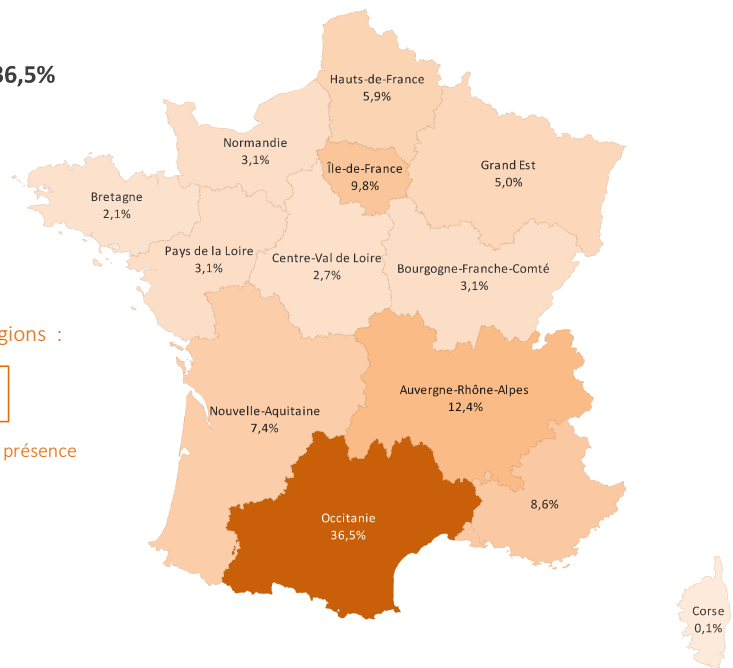 36,5%
Hauts-de-France
5,9%
Normandie
3,1%
Île-de-France
9,8%
Grand Est
5,0%
Bretagne
2,1%
Pays de la Loire
3,1%
Centre-Val de Loire
2,7%
Bourgogne-Franche-Comté
3,1%
gions :
Auvergne-Rhône-Alpes
12,4%
Nouvelle-Aquitaine
7,4%
présence
8,6%
Occitanie
36,5%
Corse
0,1%